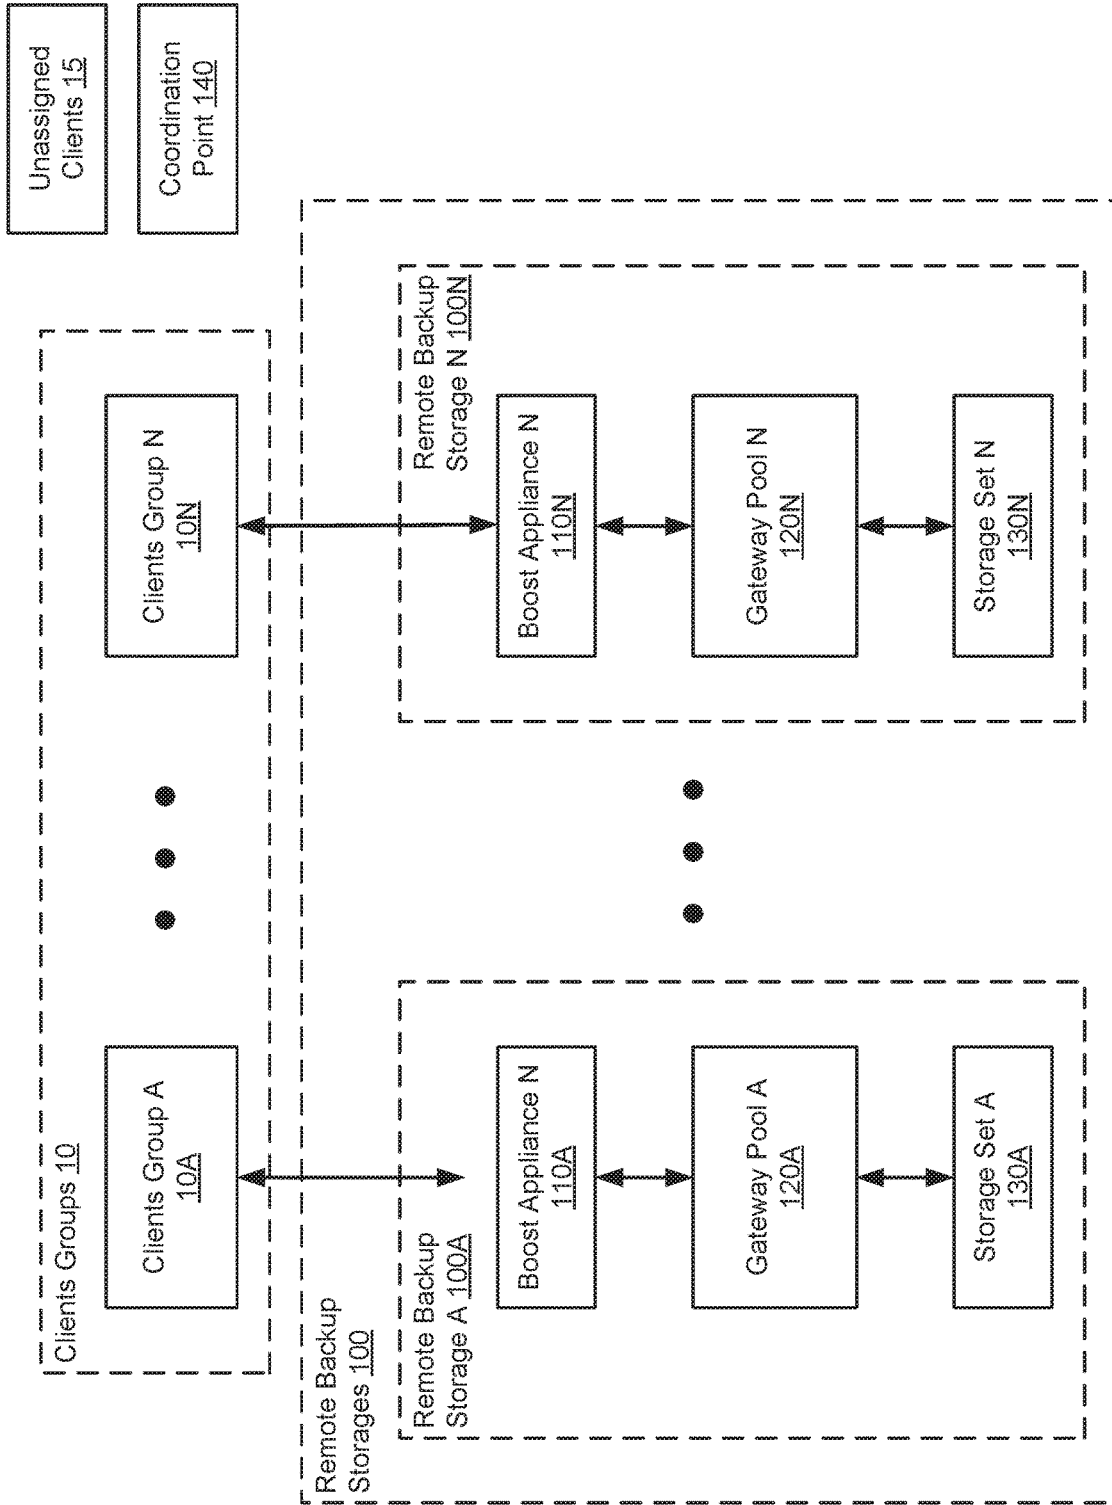 Clients Groups 10
Clients Group A
10A
Clients Group N
10N
Unassigned
Clients 15
Coordination
Point 140
Remote Backup
Storages 100
Remote Backup
Storage A 100A
Boost Appliance N
110A
Gateway Pool A
120A
Storage Set A
130A
Remote Backup
Storage N 100N
Boost Appliance N
110N
Gateway Pool N
120N
Storage Set N
130N